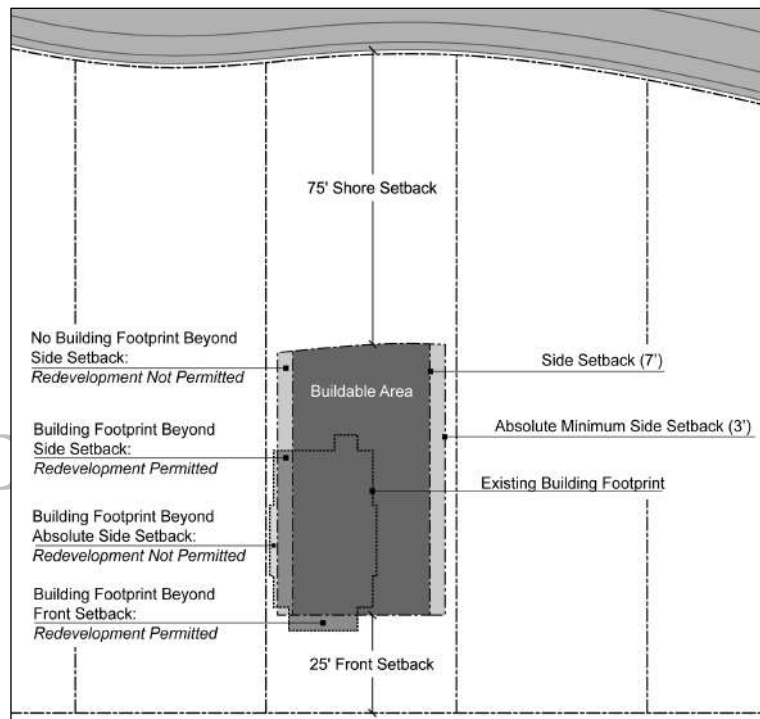 75' Shore Setback
No Building Footprint Beyond
Side Setback:
Redevelopment Not Permitted
Side Setback (7')
Buildable Area
Absolute Minimum Side Setback (3')
Building Footprint Beyond
Side Setback:
Redevelopment Permitted
Existing Building Footprint
Building Footprint Beyond
Absolute Side Setback:
Redevelopment Not Permitted
Building Footprint Beyond
Front Setback:
Redevelopment Permitted
25' Front Setback